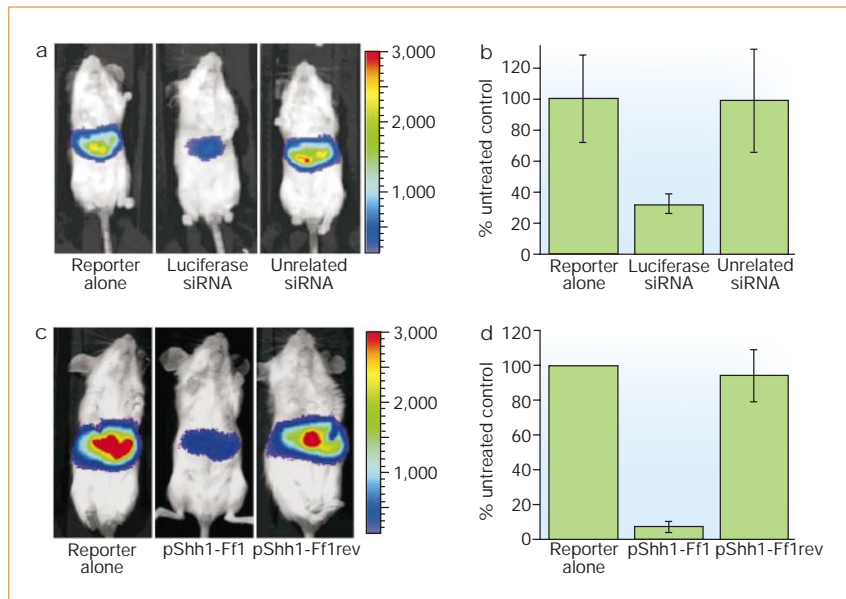 a
3,000
2,000
1,000
Reporter
alone
Luciferase
siRNA
Unrelated
siRNA
b
% untreated control
120
100
80
60
40
20
0
Reporter
alone
Luciferase
siRNA
Unrelated
siRNA
c
3,000
2,000
1,000
Reporter
alone
pShh1-Ff1
pShh1-Ff1rev
d
% untreated control
120
100
80
60
40
20
0
Reporter
alone
pShh1-Ff1
pShh1-Ff1rev